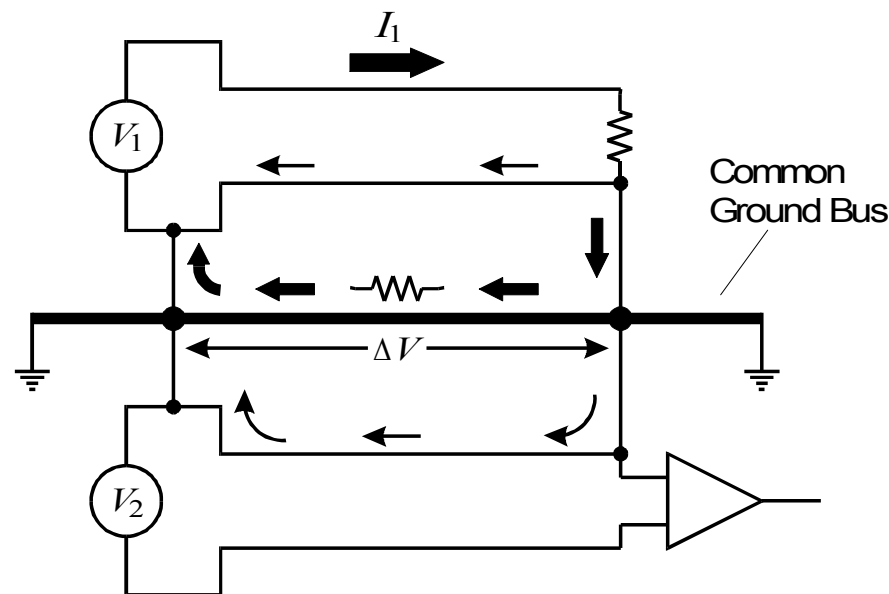 I₁
V₁
Common
Ground Bus
ΔV
V₂